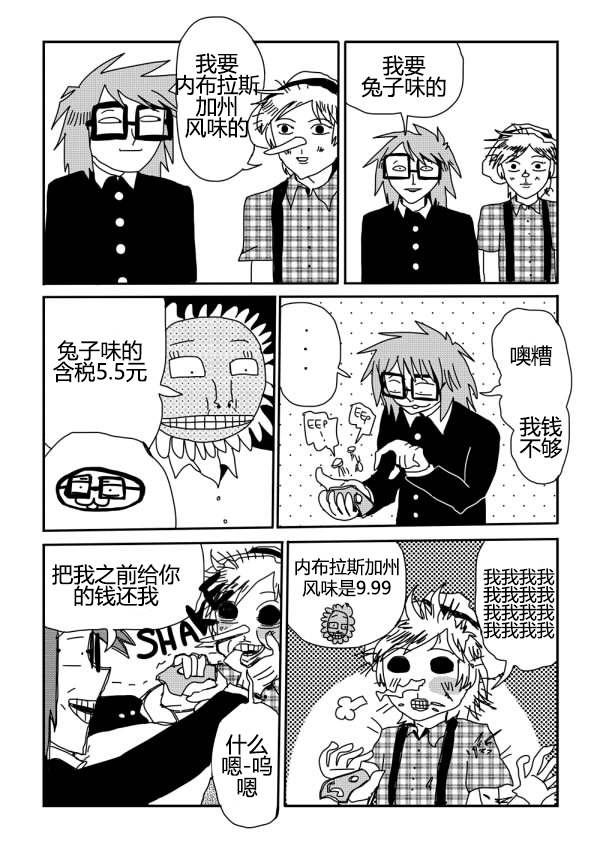 我要
内布拉斯
加州
风味的
我要
兔子味的
兔子味的
含税5.5元
噢糟
我钱
不够
EEP
EEP
把我之前给你
的钱还我
SHAKE
什么
嗯-呜
嗯
内布拉斯加州
风味是9.99
我我我我
我我我我
我我我我
我我我我